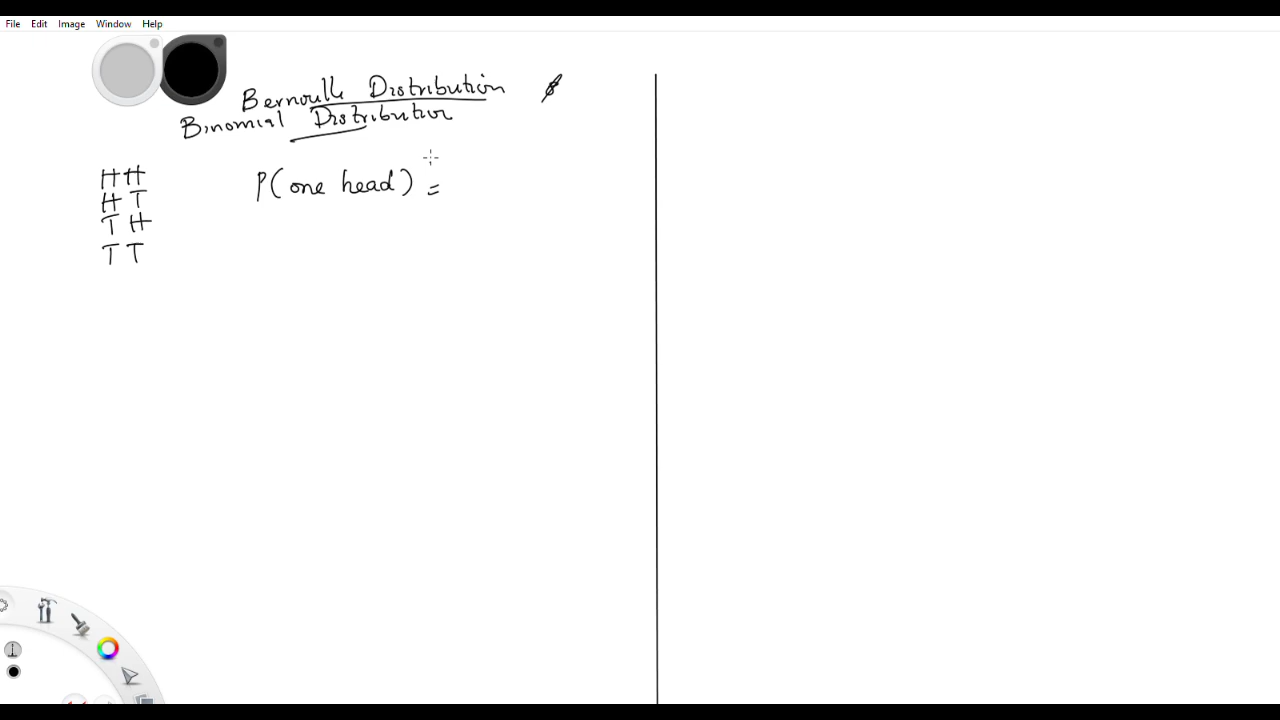 File Edit Image Window Help
Bernoulli Distribution
Binomial Distribution
HH
HT
TH
TT
P(one head) =